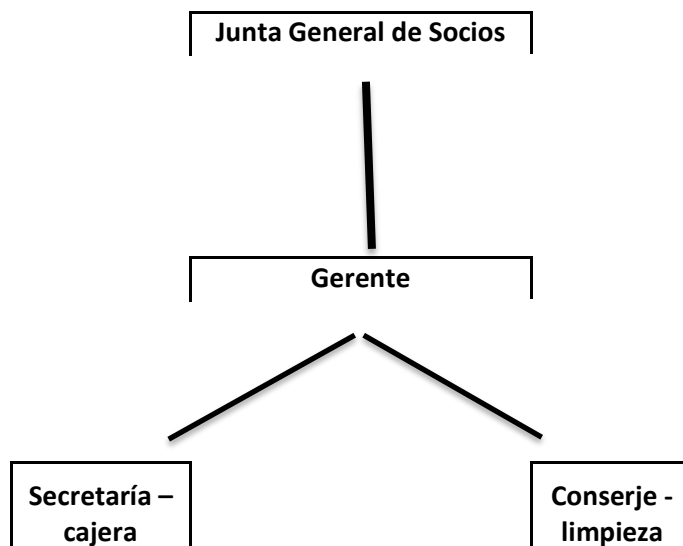 Junta General de Socios
Gerente
Secretaría –
cajera
Conserje -
limpieza